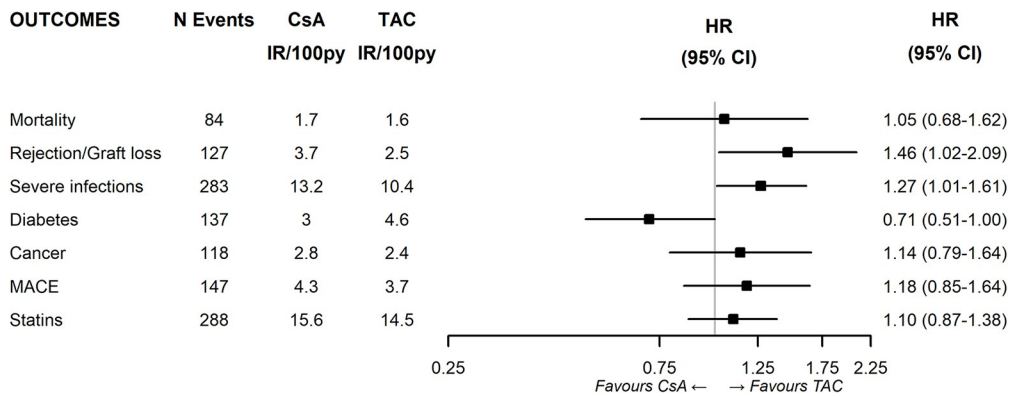 OUTCOMES N Events CsA TAC HR HR
IR/100py IR/100py (95% CI) (95% CI)
Mortality 84 1.7 1.6 1.05 (0.68-1.62)
Rejection/Graft loss 127 3.7 2.5 1.46 (1.02-2.09)
Severe infections 283 13.2 10.4 1.27 (1.01-1.61)
Diabetes 137 3 4.6 0.71 (0.51-1.00)
Cancer 118 2.8 2.4 1.14 (0.79-1.64)
MACE 147 4.3 3.7 1.18 (0.85-1.64)
Statins 288 15.6 14.5 1.10 (0.87-1.38)
0.25 0.75 1.25 1.75 2.25
Favours CsA ← → Favours TAC